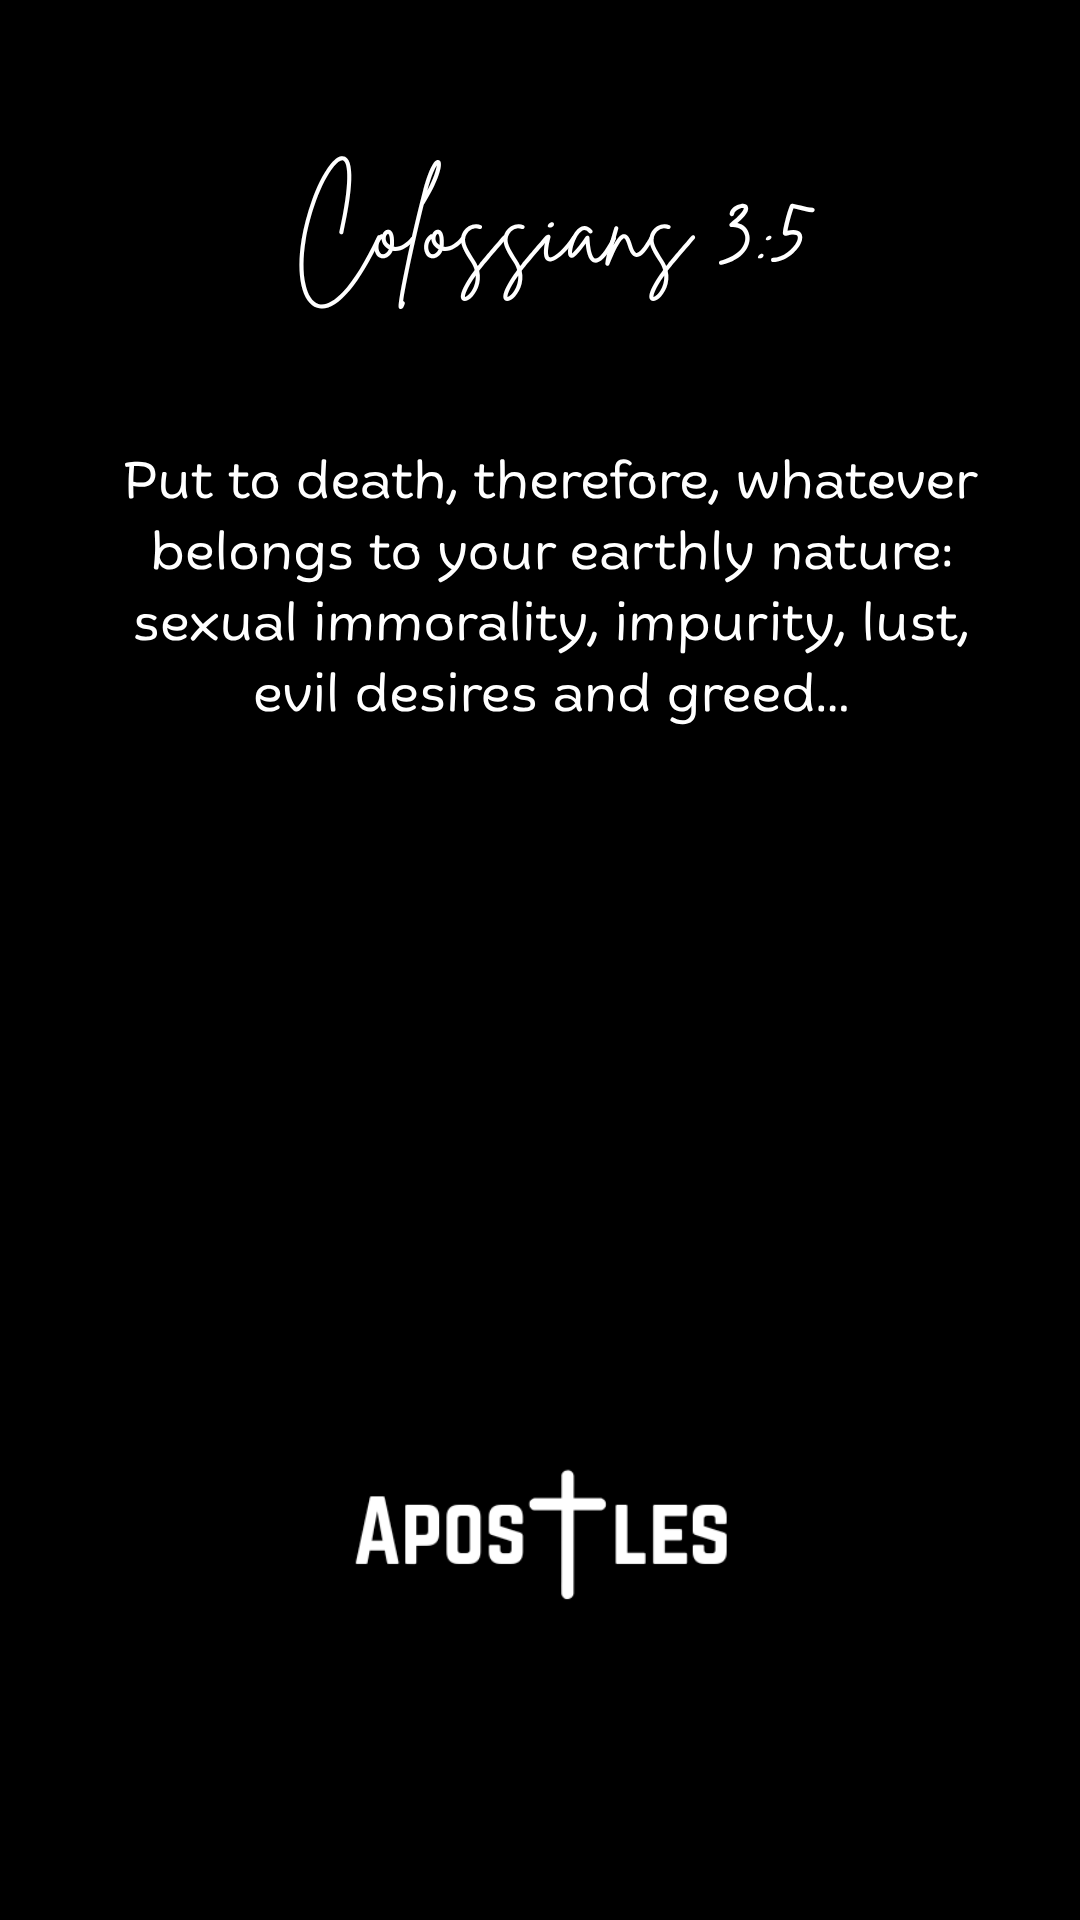 Colossians 3:5
Put to death, therefore, whatever
belongs to your earthly nature:
sexual immorality, impurity, lust,
evil desires and greed...
APOSTLES